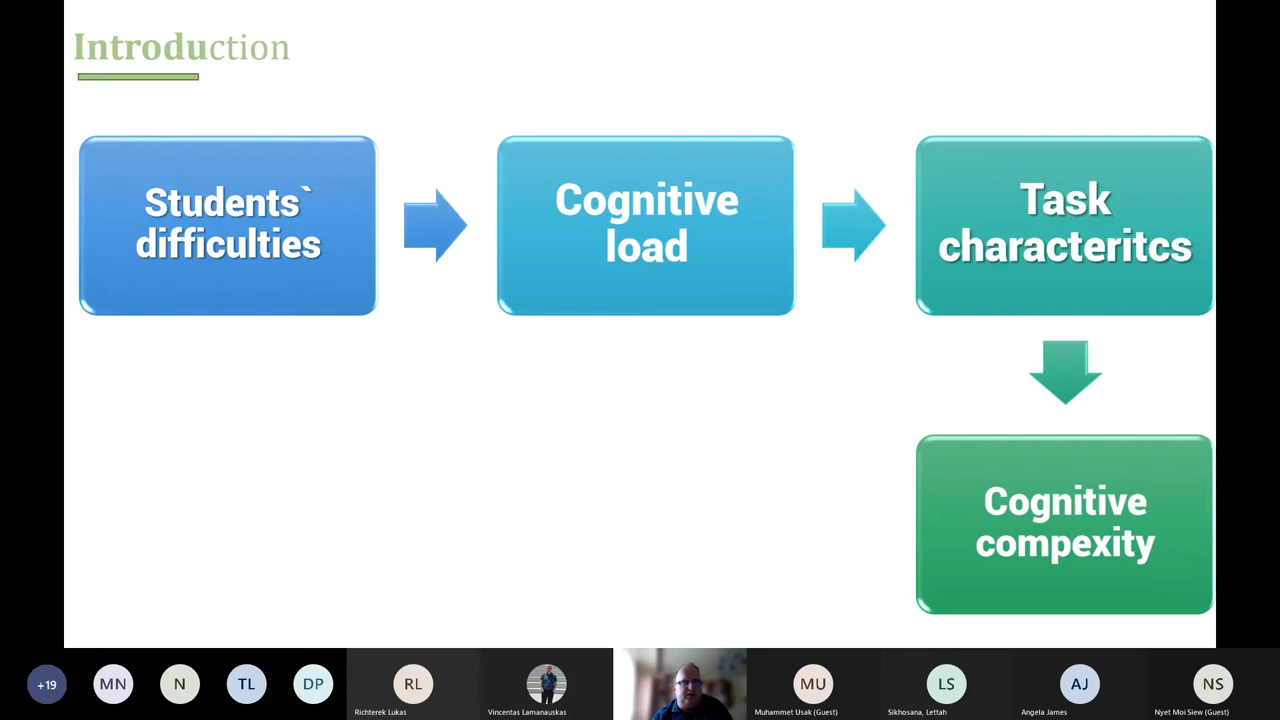 Introduction
Students`
difficulties
Cognitive
load
Task
characteritcs
Cognitive
compexity
+19
MN
N
TL
DP
RL
MU
LS
AJ
NS
Richterek Lukas
Vincentas Lamanauskas
Muhammet Usak (Guest)
Sikhosana, Lettah
Angela James
Nyet Moi Siew (Guest)